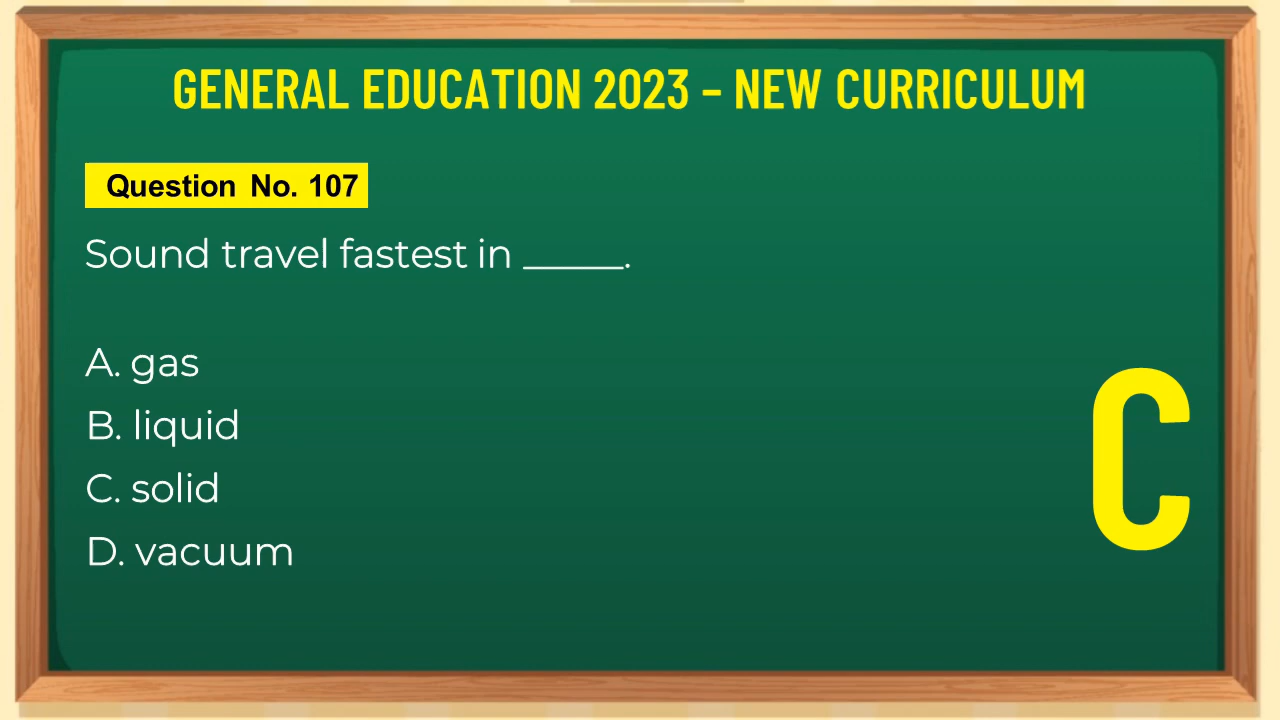 GENERAL EDUCATION 2023 – NEW CURRICULUM
Question No. 107
Sound travel fastest in _____.
A. gas
B. liquid
C. solid
D. vacuum
C